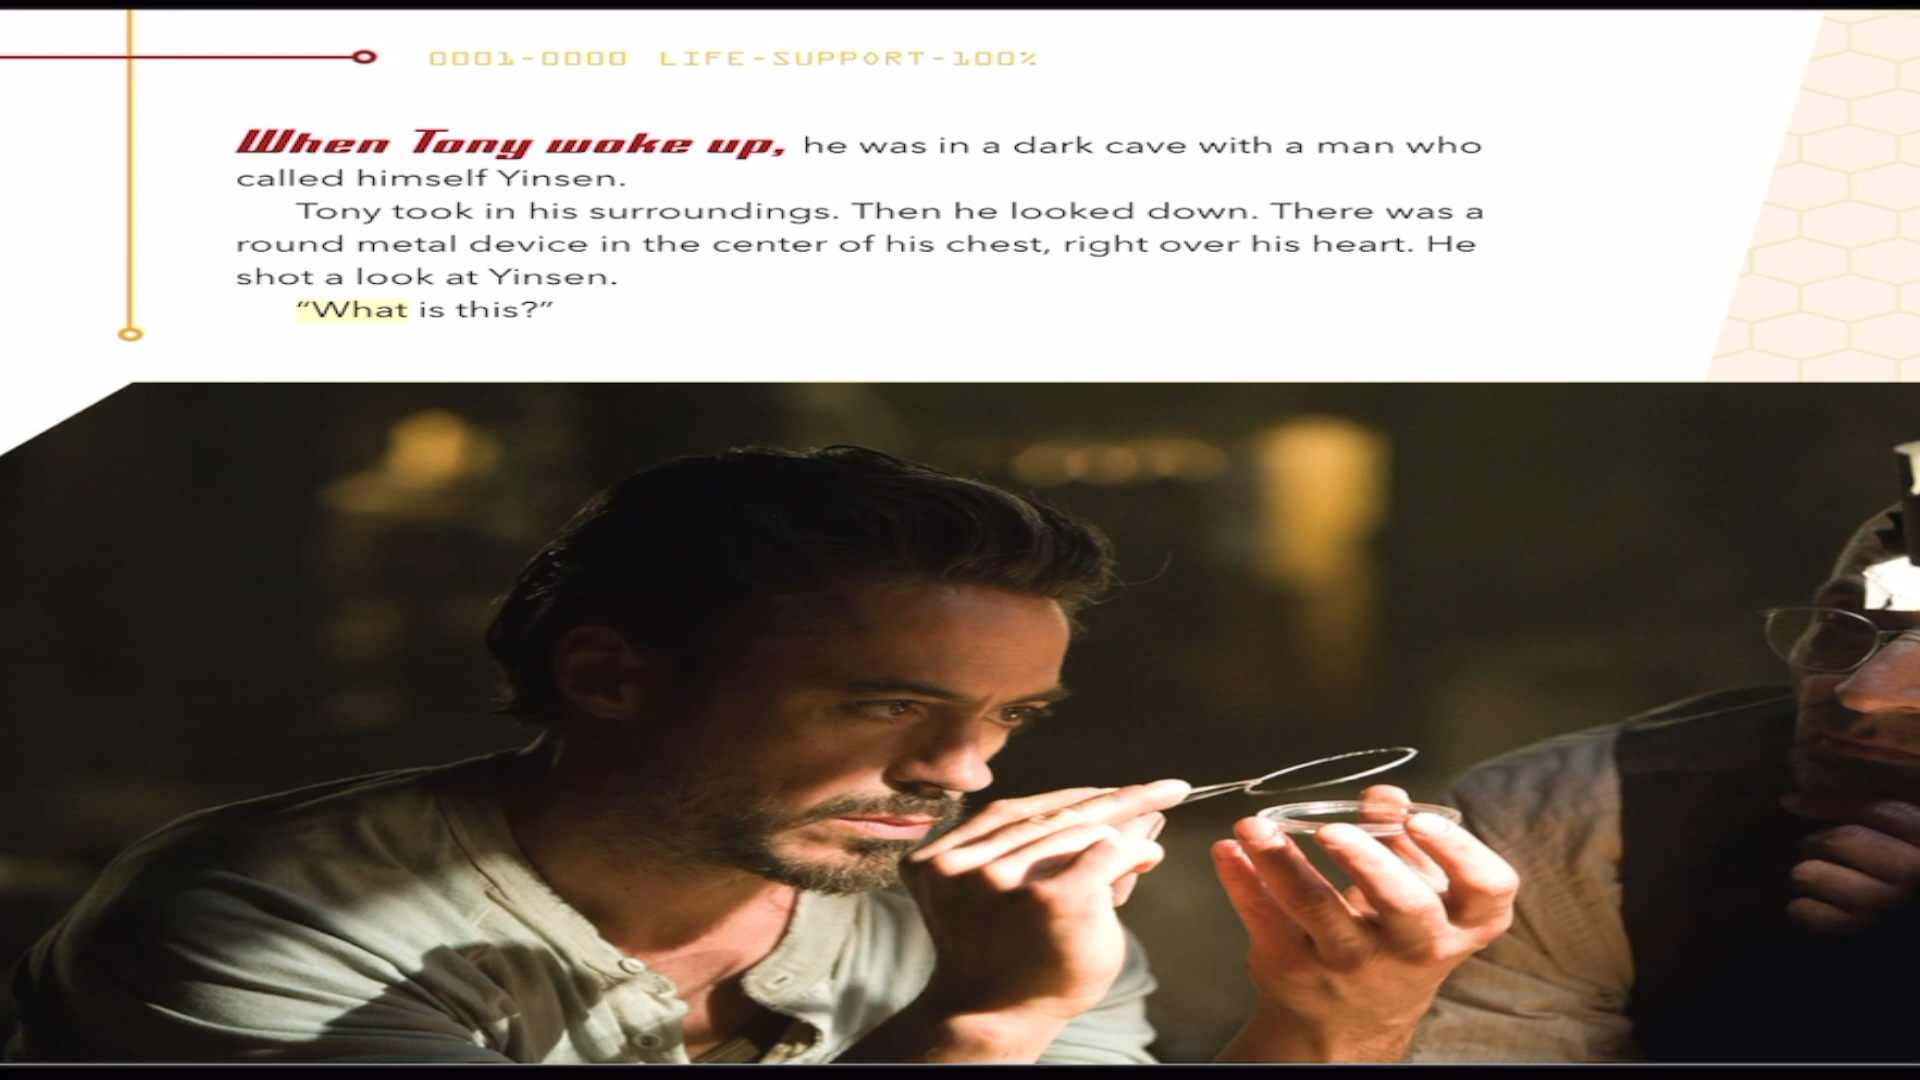 0001-0000 LIFE-SUPPORT-100%
When Tony woke up, he was in a dark cave with a man who
called himself Yinsen.
Tony took in his surroundings. Then he looked down. There was a
round metal device in the center of his chest, right over his heart. He
shot a look at Yinsen.
“What is this?”